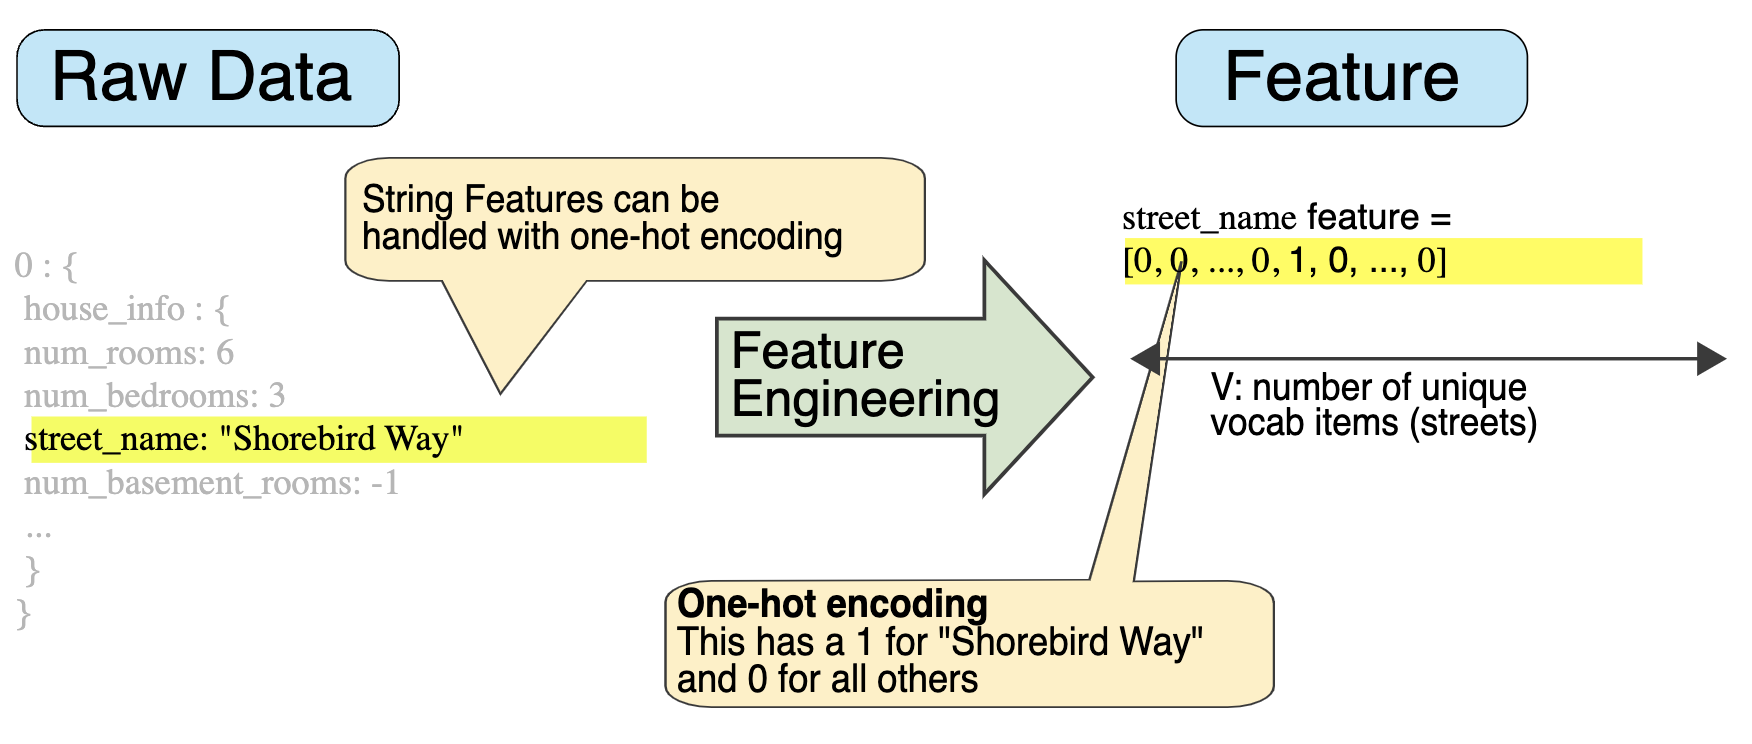 Raw Data
Feature
String Features can be
handled with one-hot encoding
0 : {
house_info : {
num_rooms: 6
num_bedrooms: 3
street_name: "Shorebird Way"
num_basement_rooms: -1
...
}
}
Feature
Engineering
street_name feature =
[0, 0, ..., 0, 1, 0, ..., 0]
V: number of unique
vocab items (streets)
One-hot encoding
This has a 1 for "Shorebird Way"
and 0 for all others